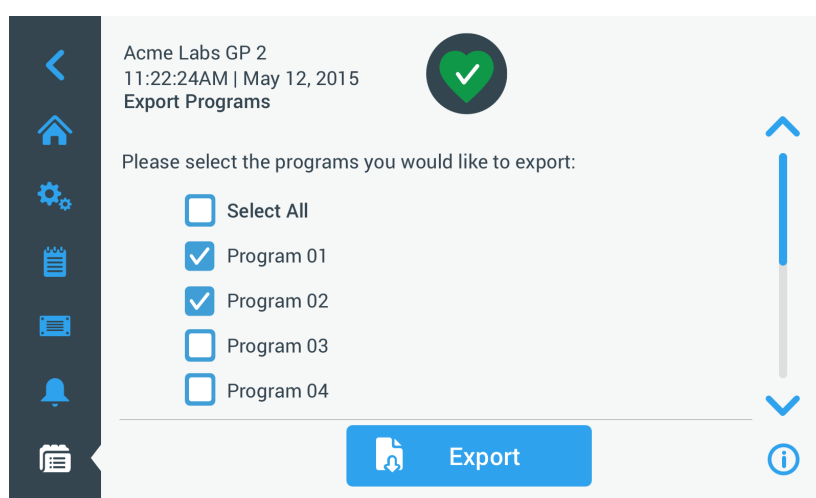 Acme Labs GP 2
11:22:24AM | May 12, 2015
Export Programs
Please select the programs you would like to export:
Select All
Program 01
Program 02
Program 03
Program 04
Export